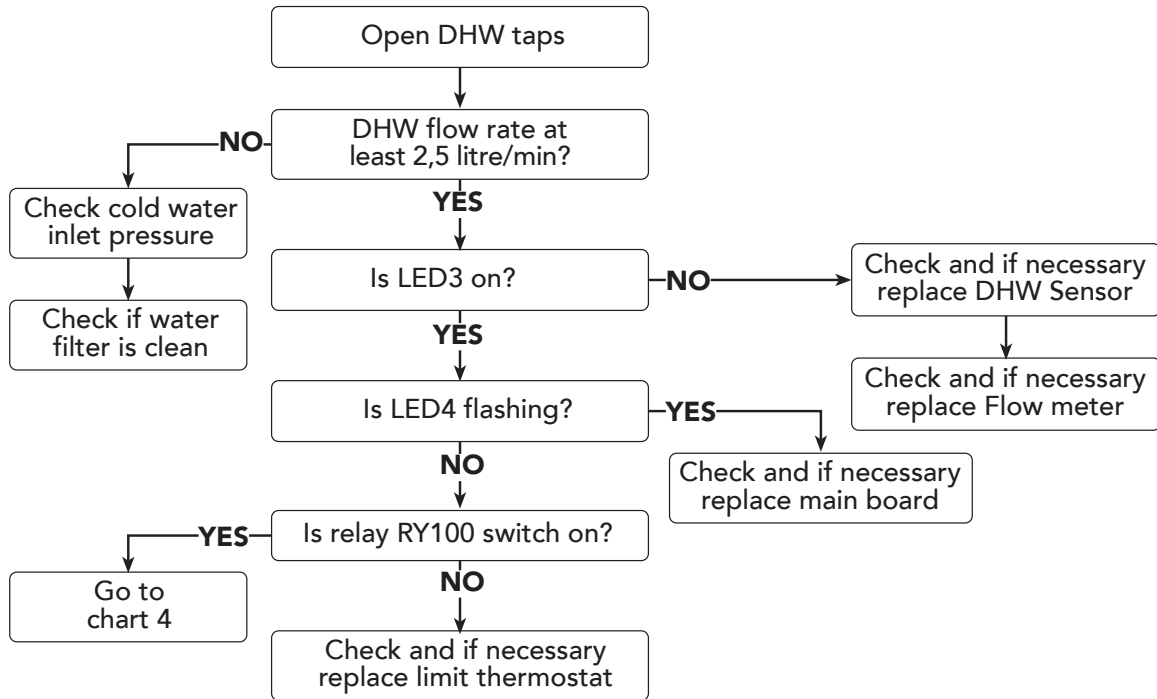 Open DHW taps
DHW flow rate at
least 2,5 litre/min?
NO
Check cold water
inlet pressure
Check if water
filter is clean
YES
Is LED3 on?
NO
Check and if necessary
replace DHW Sensor
Check and if necessary
replace Flow meter
YES
Is LED4 flashing?
YES
Check and if necessary
replace main board
NO
Is relay RY100 switch on?
YES
Go to
chart 4
NO
Check and if necessary
replace limit thermostat